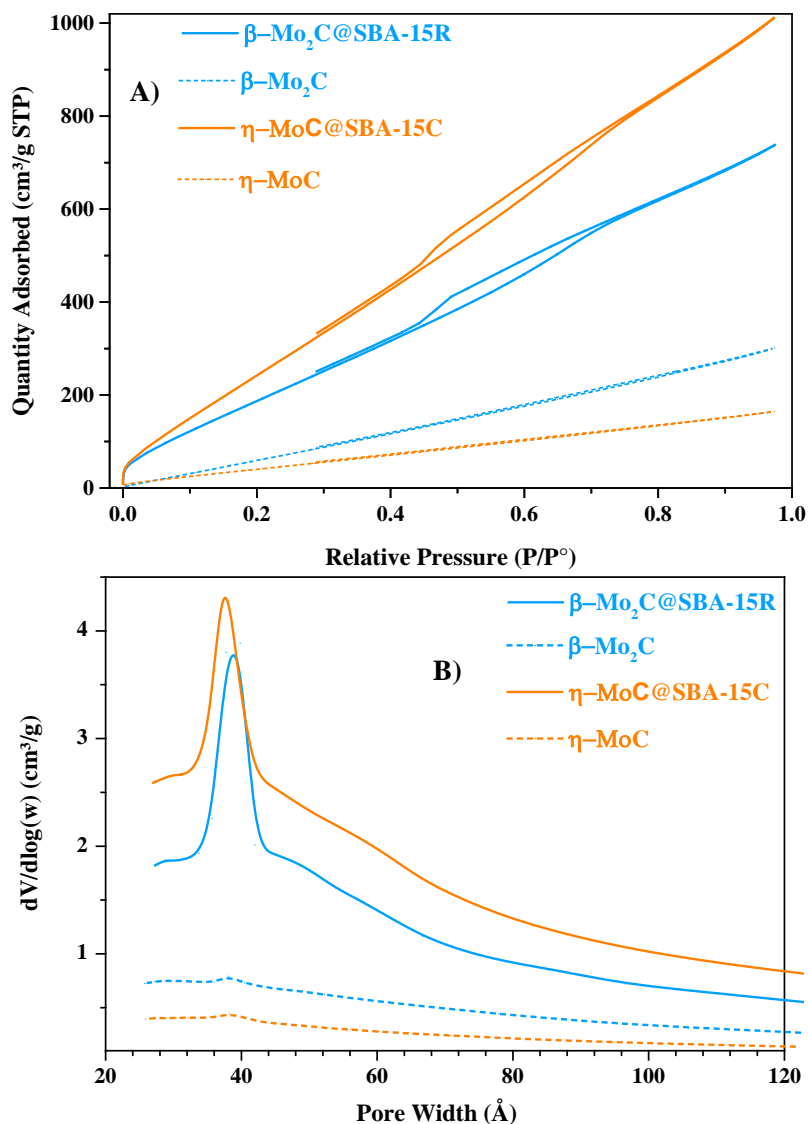 1000
800
600
400
200
0
Quantity Adsorbed (cm³/g STP)
A)
β–Mo₂C@SBA-15R
β–Mo₂C
η–MoC@SBA-15C
η–MoC
0.0 0.2 0.4 0.6 0.8 1.0
Relative Pressure (P/P°)
4
3
2
1
dV/dlog(w) (cm³/g)
B)
β–Mo₂C@SBA-15R
β–Mo₂C
η–MoC@SBA-15C
η–MoC
20 40 60 80 100 120
Pore Width (Å)